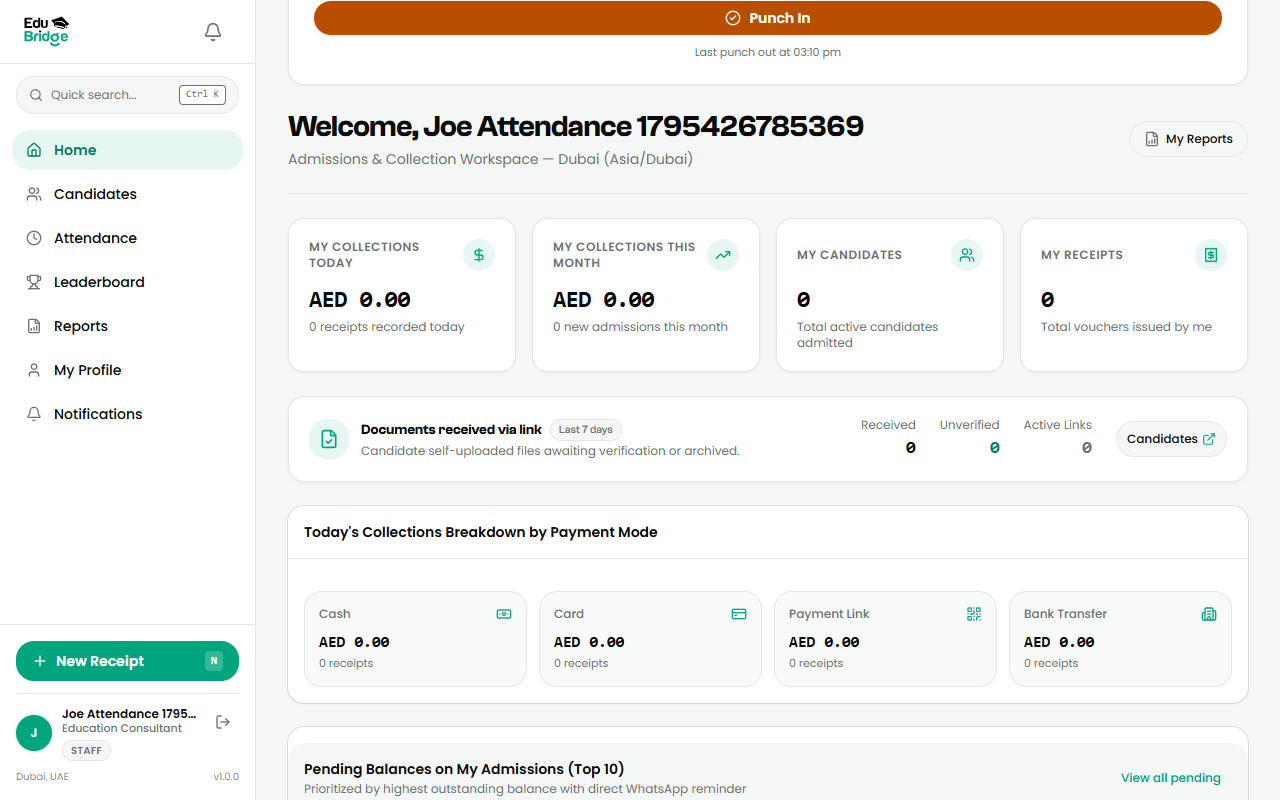 Edu
Bridge
Quick search...
Ctrl K
Home
Candidates
Attendance
Leaderboard
Reports
My Profile
Notifications
New Receipt
N
J
Joe Attendance 1795...
Education Consultant
STAFF
Dubai, UAE
v1.0.0
Punch In
Last punch out at 03:10 pm
Welcome, Joe Attendance 1795426785369
Admissions & Collection Workspace — Dubai (Asia/Dubai)
My Reports
MY COLLECTIONS
TODAY
AED 0.00
0 receipts recorded today
MY COLLECTIONS THIS
MONTH
AED 0.00
0 new admissions this month
MY CANDIDATES
0
Total active candidates
admitted
MY RECEIPTS
0
Total vouchers issued by me
Documents received via link
Last 7 days
Candidate self-uploaded files awaiting verification or archived.
Received
0
Unverified
0
Active Links
0
Candidates
Today's Collections Breakdown by Payment Mode
Cash
AED 0.00
0 receipts
Card
AED 0.00
0 receipts
Payment Link
AED 0.00
0 receipts
Bank Transfer
AED 0.00
0 receipts
Pending Balances on My Admissions (Top 10)
Prioritized by highest outstanding balance with direct WhatsApp reminder
View all pending